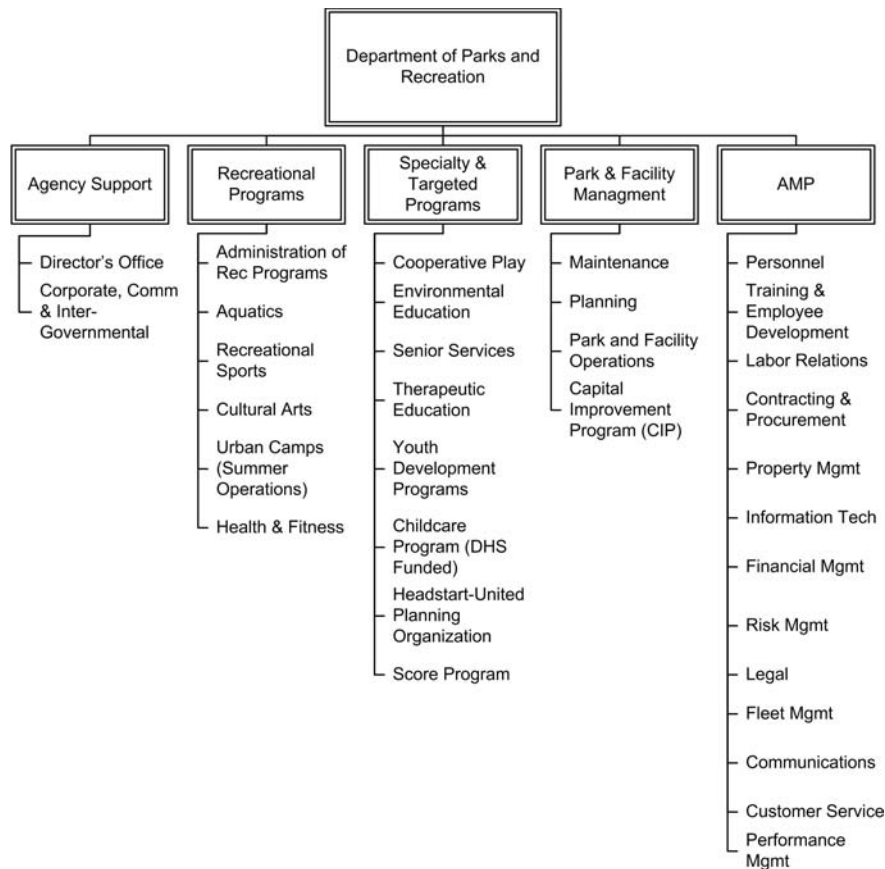 Department of Parks and
Recreation
Agency Support
Recreational
Programs
Specialty &
Targeted
Programs
Park & Facility
Managment
AMP
Director's Office
Corporate, Comm
& Inter-
Governmental
Administration of
Rec Programs
Aquatics
Recreational
Sports
Cultural Arts
Urban Camps
(Summer
Operations)
Health & Fitness
Cooperative Play
Environmental
Education
Senior Services
Therapeutic
Education
Youth
Development
Programs
Childcare
Program (DHS
Funded)
Headstart-United
Planning
Organization
Score Program
Maintenance
Planning
Park and Facility
Operations
Capital
Improvement
Program (CIP)
Personnel
Training &
Employee
Development
Labor Relations
Contracting &
Procurement
Property Mgmt
Information Tech
Financial Mgmt
Risk Mgmt
Legal
Fleet Mgmt
Communications
Customer Service
Performance
Mgmt